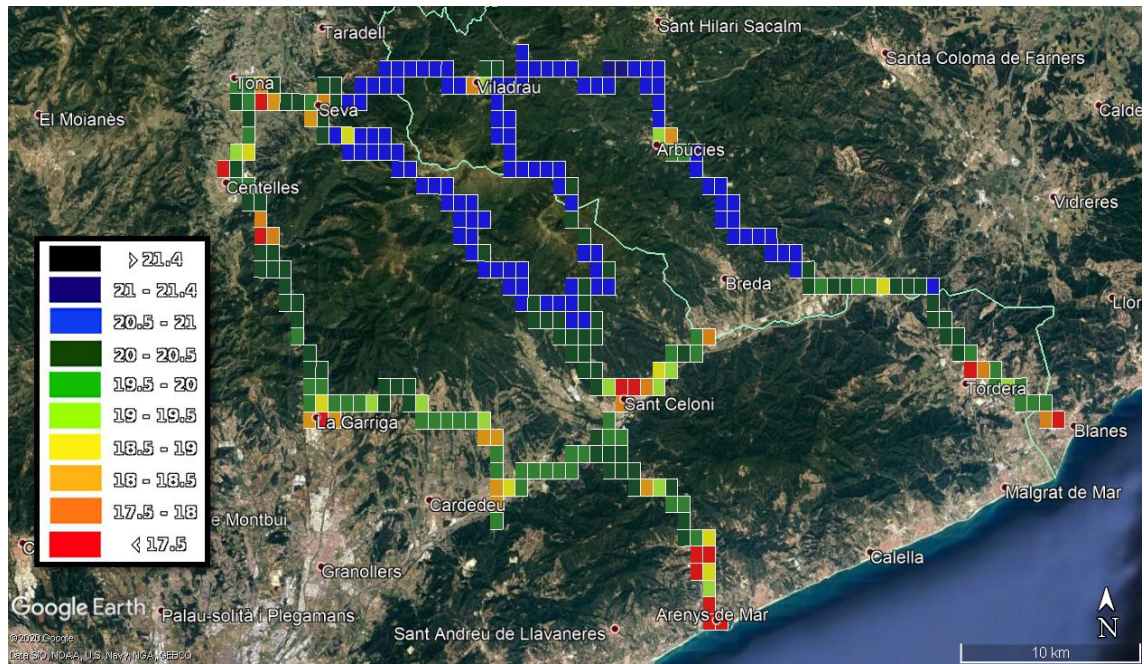 Taradell
Sant Hilari Sacalm
Santa Coloma de Farners
Tona
Viladrau
Seva
El Moianès
Calde
Arbúcies
Centelles
Vidreres
> 21.4
21 - 21.4
20.5 - 21
20 - 20.5
19.5 - 20
19 - 19.5
18.5 - 19
18 - 18.5
17.5 - 18
< 17.5
Breda
Llor
Tordera
Sant Celoni
La Garriga
Blanes
Cardedeu
Malgrat de Mar
e Montbui
C
Calella
Granollers
Google Earth
Palau-solità i Plegamans
Arenys de Mar
Sant Andreu de Llavaneres
N
©2020 Google
Data SIO, NOAA, U.S. Navy, NGA, GEBCO
10 km